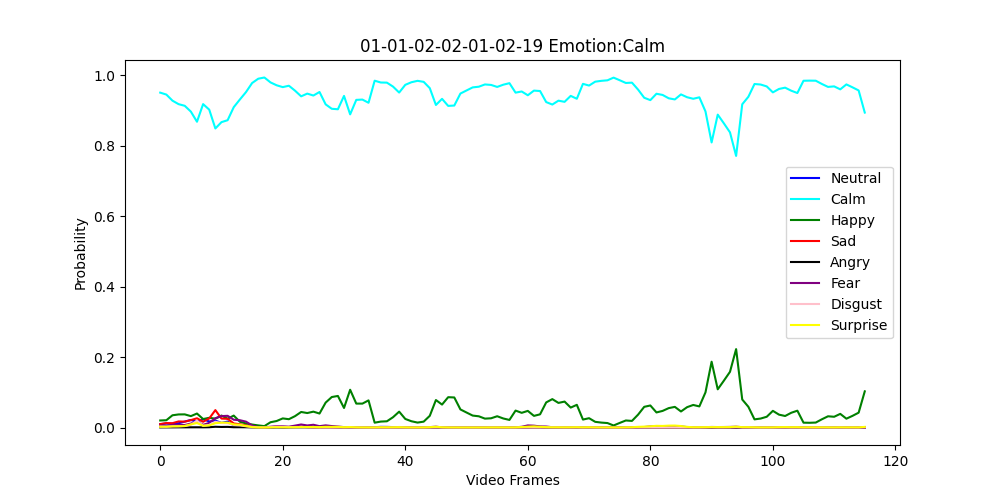 01-01-02-02-01-02-19 Emotion:Calm
Probability
1.0
0.8
0.6
0.4
0.2
0.0
Neutral
Calm
Happy
Sad
Angry
Fear
Disgust
Surprise
0 20 40 60 80 100 120
Video Frames